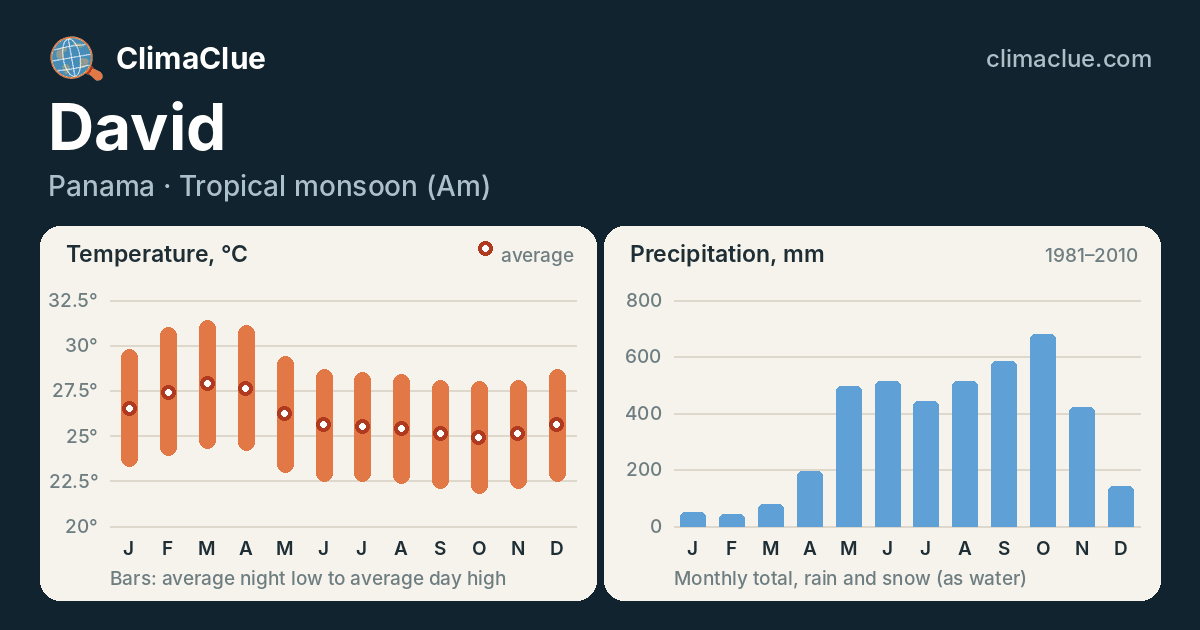 ClimaClue
climaclue.com
David
Panama · Tropical monsoon (Am)
Temperature, °C
average
32.5°
30°
27.5°
25°
22.5°
20°
J F M A M J J A S O N D
Bars: average night low to average day high
Precipitation, mm
1981–2010
800
600
400
200
0
J F M A M J J A S O N D
Monthly total, rain and snow (as water)